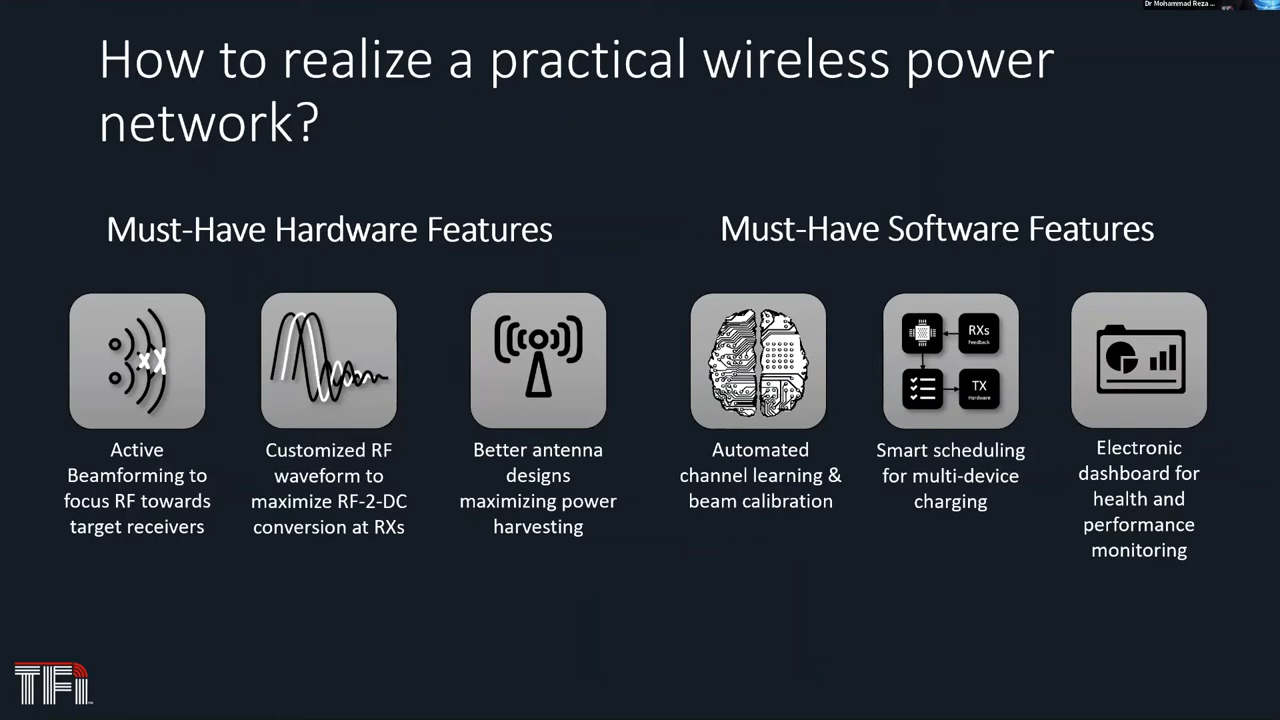 Dr Mohammad Reza ...
How to realize a practical wireless power
network?
Must-Have Hardware Features
Must-Have Software Features
Active
Beamforming to
focus RF towards
target receivers
Customized RF
waveform to
maximize RF-2-DC
conversion at RXs
Better antenna
designs
maximizing power
harvesting
Automated
channel learning &
beam calibration
RXs
Feedback
TX
Hardware
Smart scheduling
for multi-device
charging
Electronic
dashboard for
health and
performance
monitoring
TFi